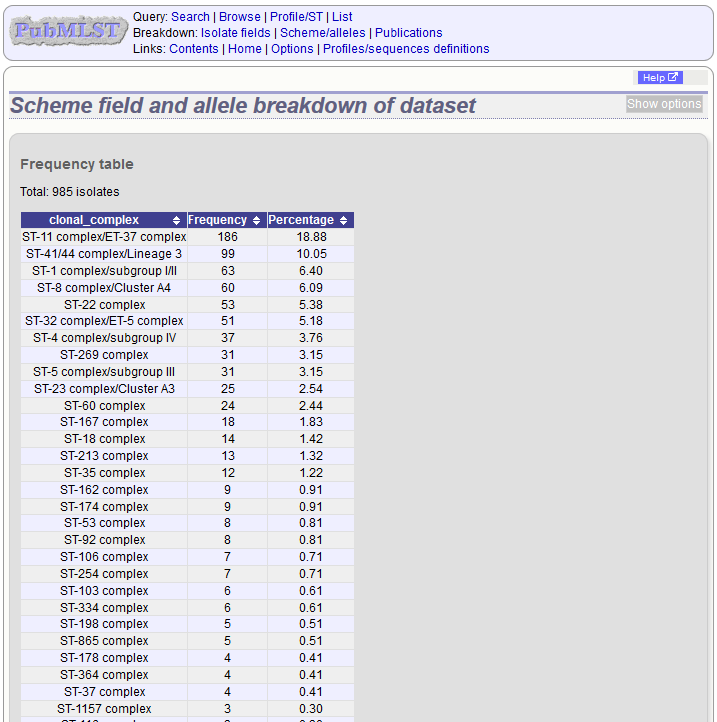 PubMLST
Query: Search | Browse | Profile/ST | List
Breakdown: Isolate fields | Scheme/alleles | Publications
Links: Contents | Home | Options | Profiles/sequences definitions
Help
Scheme field and allele breakdown of dataset
Show options
Frequency table
Total: 985 isolates
clonal_complex Frequency Percentage
ST-11 complex/ET-37 complex 186 18.88
ST-41/44 complex/Lineage 3 99 10.05
ST-1 complex/subgroup I/II 63 6.40
ST-8 complex/Cluster A4 60 6.09
ST-22 complex 53 5.38
ST-32 complex/ET-5 complex 51 5.18
ST-4 complex/subgroup IV 37 3.76
ST-269 complex 31 3.15
ST-5 complex/subgroup III 31 3.15
ST-23 complex/Cluster A3 25 2.54
ST-60 complex 24 2.44
ST-167 complex 18 1.83
ST-18 complex 14 1.42
ST-213 complex 13 1.32
ST-35 complex 12 1.22
ST-162 complex 9 0.91
ST-174 complex 9 0.91
ST-53 complex 8 0.81
ST-92 complex 8 0.81
ST-106 complex 7 0.71
ST-254 complex 7 0.71
ST-103 complex 6 0.61
ST-334 complex 6 0.61
ST-198 complex 5 0.51
ST-865 complex 5 0.51
ST-178 complex 4 0.41
ST-364 complex 4 0.41
ST-37 complex 4 0.41
ST-1157 complex 3 0.30